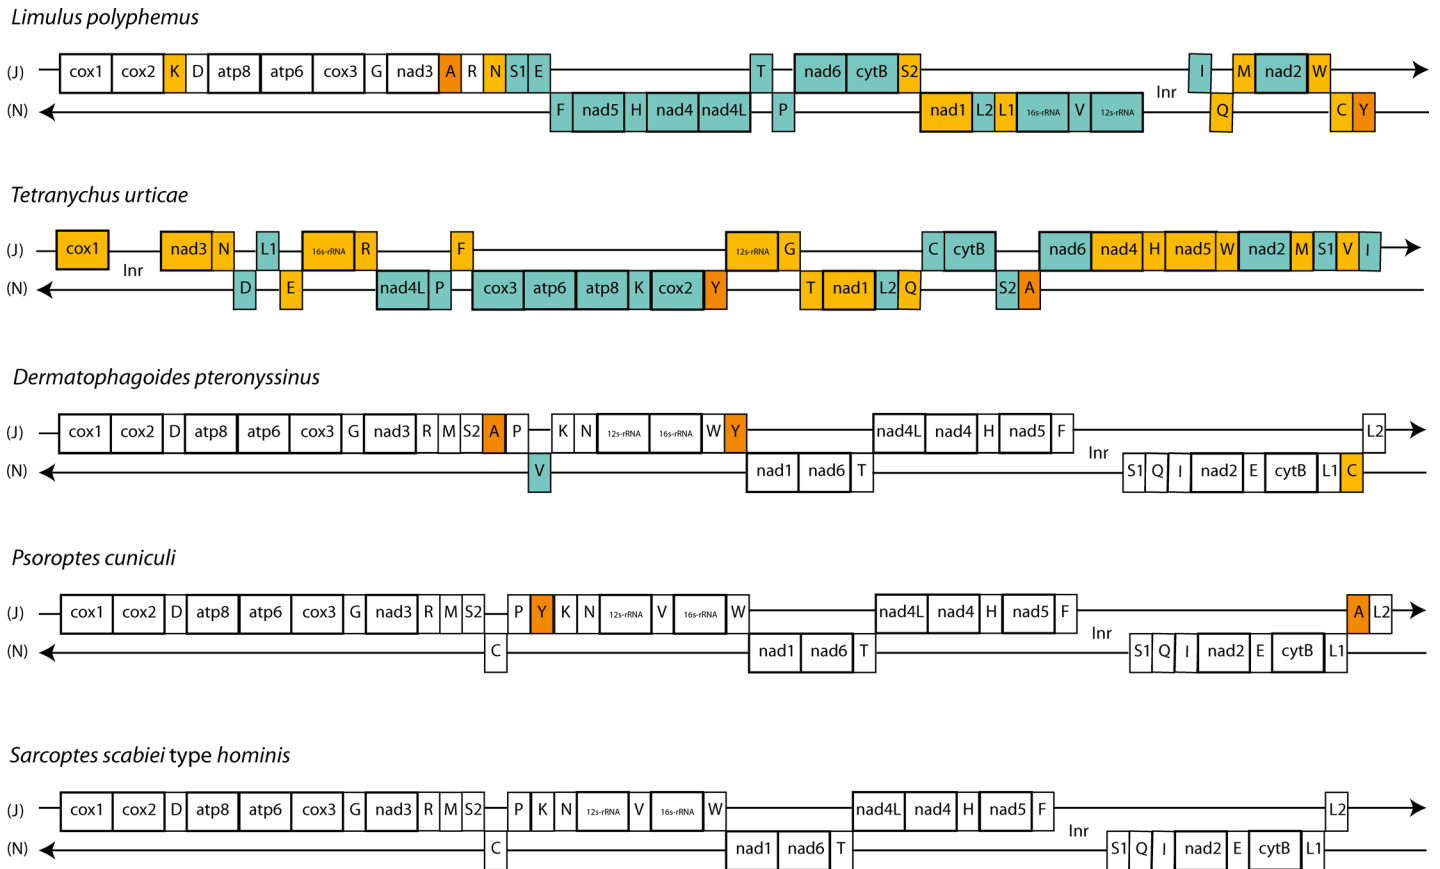 Limulus polyphemus
(J) cox1 cox2 K D atp8 atp6 cox3 G nad3 A R N S1 E T nad6 cytB S2 I M nad2 W
Inr
(N) F nad5 H nad4 nad4L P nad1 L2 L1 16s-rRNA V 12s-rRNA Q C Y
Tetranychus urticae
(J) cox1 nad3 N L1 16s-rRNA R F 12s-rRNA G C cytB nad6 nad4 H nad5 W nad2 M S1 V I
Inr
(N) D E nad4L P cox3 atp6 atp8 K cox2 Y T nad1 L2 Q S2 A
Dermatophagoides pteronyssinus
(J) cox1 cox2 D atp8 atp6 cox3 G nad3 R M S2 A P K N 12s-rRNA 16s-rRNA W Y nad4L nad4 H nad5 F L2
Inr
(N) V nad1 nad6 T S1 Q I nad2 E cytB L1 C
Psoroptes cuniculi
(J) cox1 cox2 D atp8 atp6 cox3 G nad3 R M S2 P Y K N 12s-rRNA V 16s-rRNA W nad4L nad4 H nad5 F A L2
Inr
(N) C nad1 nad6 T S1 Q I nad2 E cytB L1
Sarcoptes scabiei type hominis
(J) cox1 cox2 D atp8 atp6 cox3 G nad3 R M S2 P K N 12s-rRNA V 16s-rRNA W nad4L nad4 H nad5 F L2
Inr
(N) C nad1 nad6 T S1 Q I nad2 E cytB L1